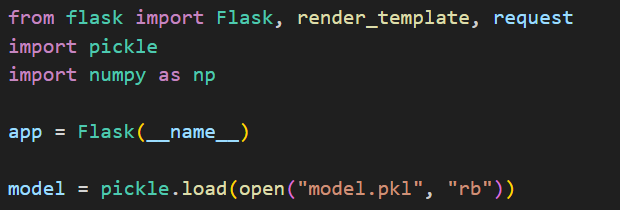 from flask import Flask, render_template, request
import pickle
import numpy as np
app = Flask(__name__)
model = pickle.load(open("model.pkl", "rb"))